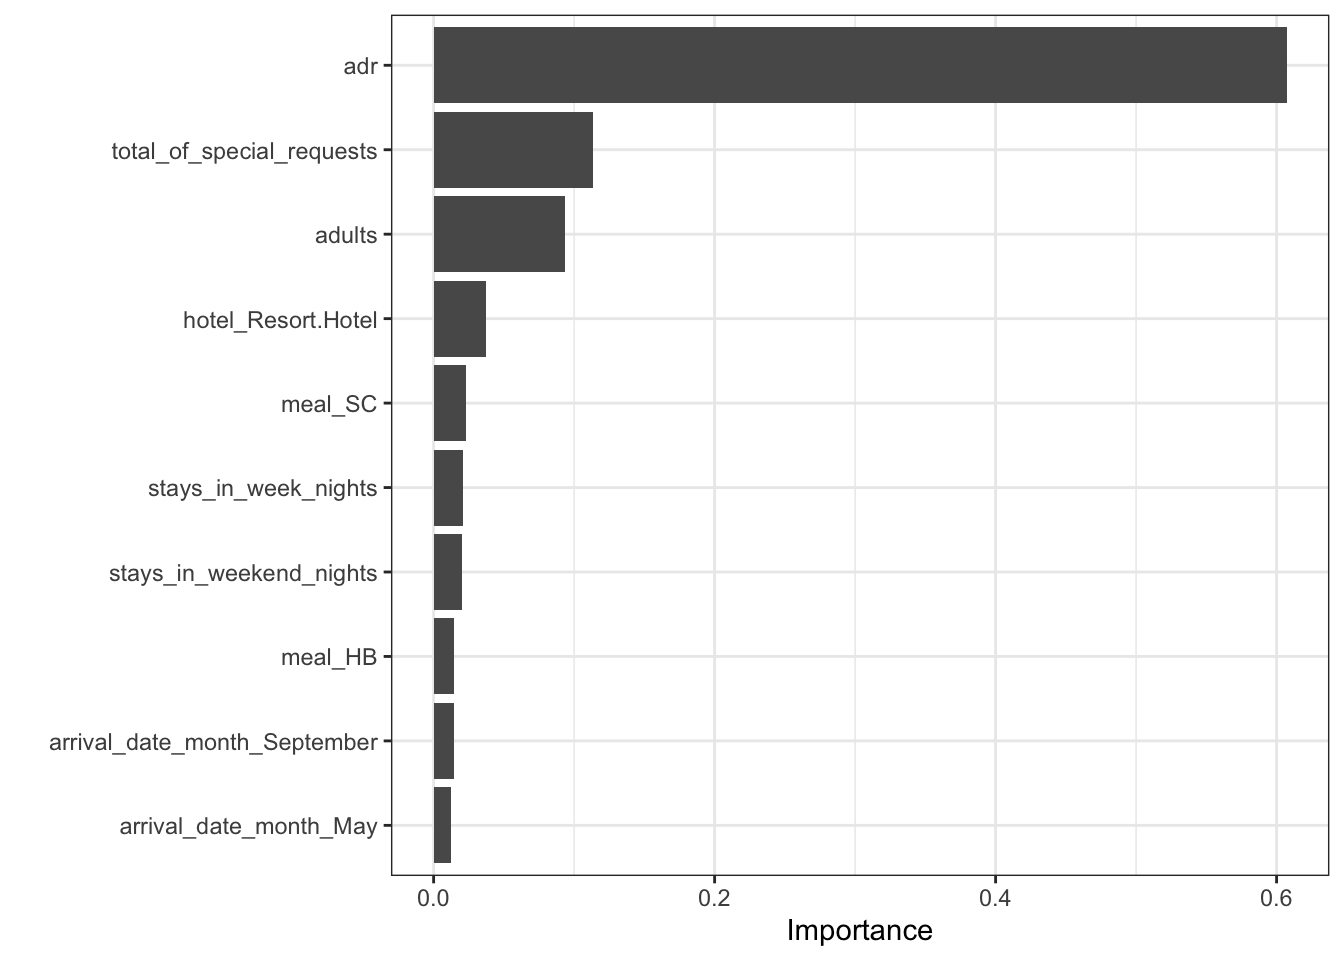 adr
total_of_special_requests
adults
hotel_Resort.Hotel
meal_SC
stays_in_week_nights
stays_in_weekend_nights
meal_HB
arrival_date_month_September
arrival_date_month_May
0.0 0.2 0.4 0.6
Importance